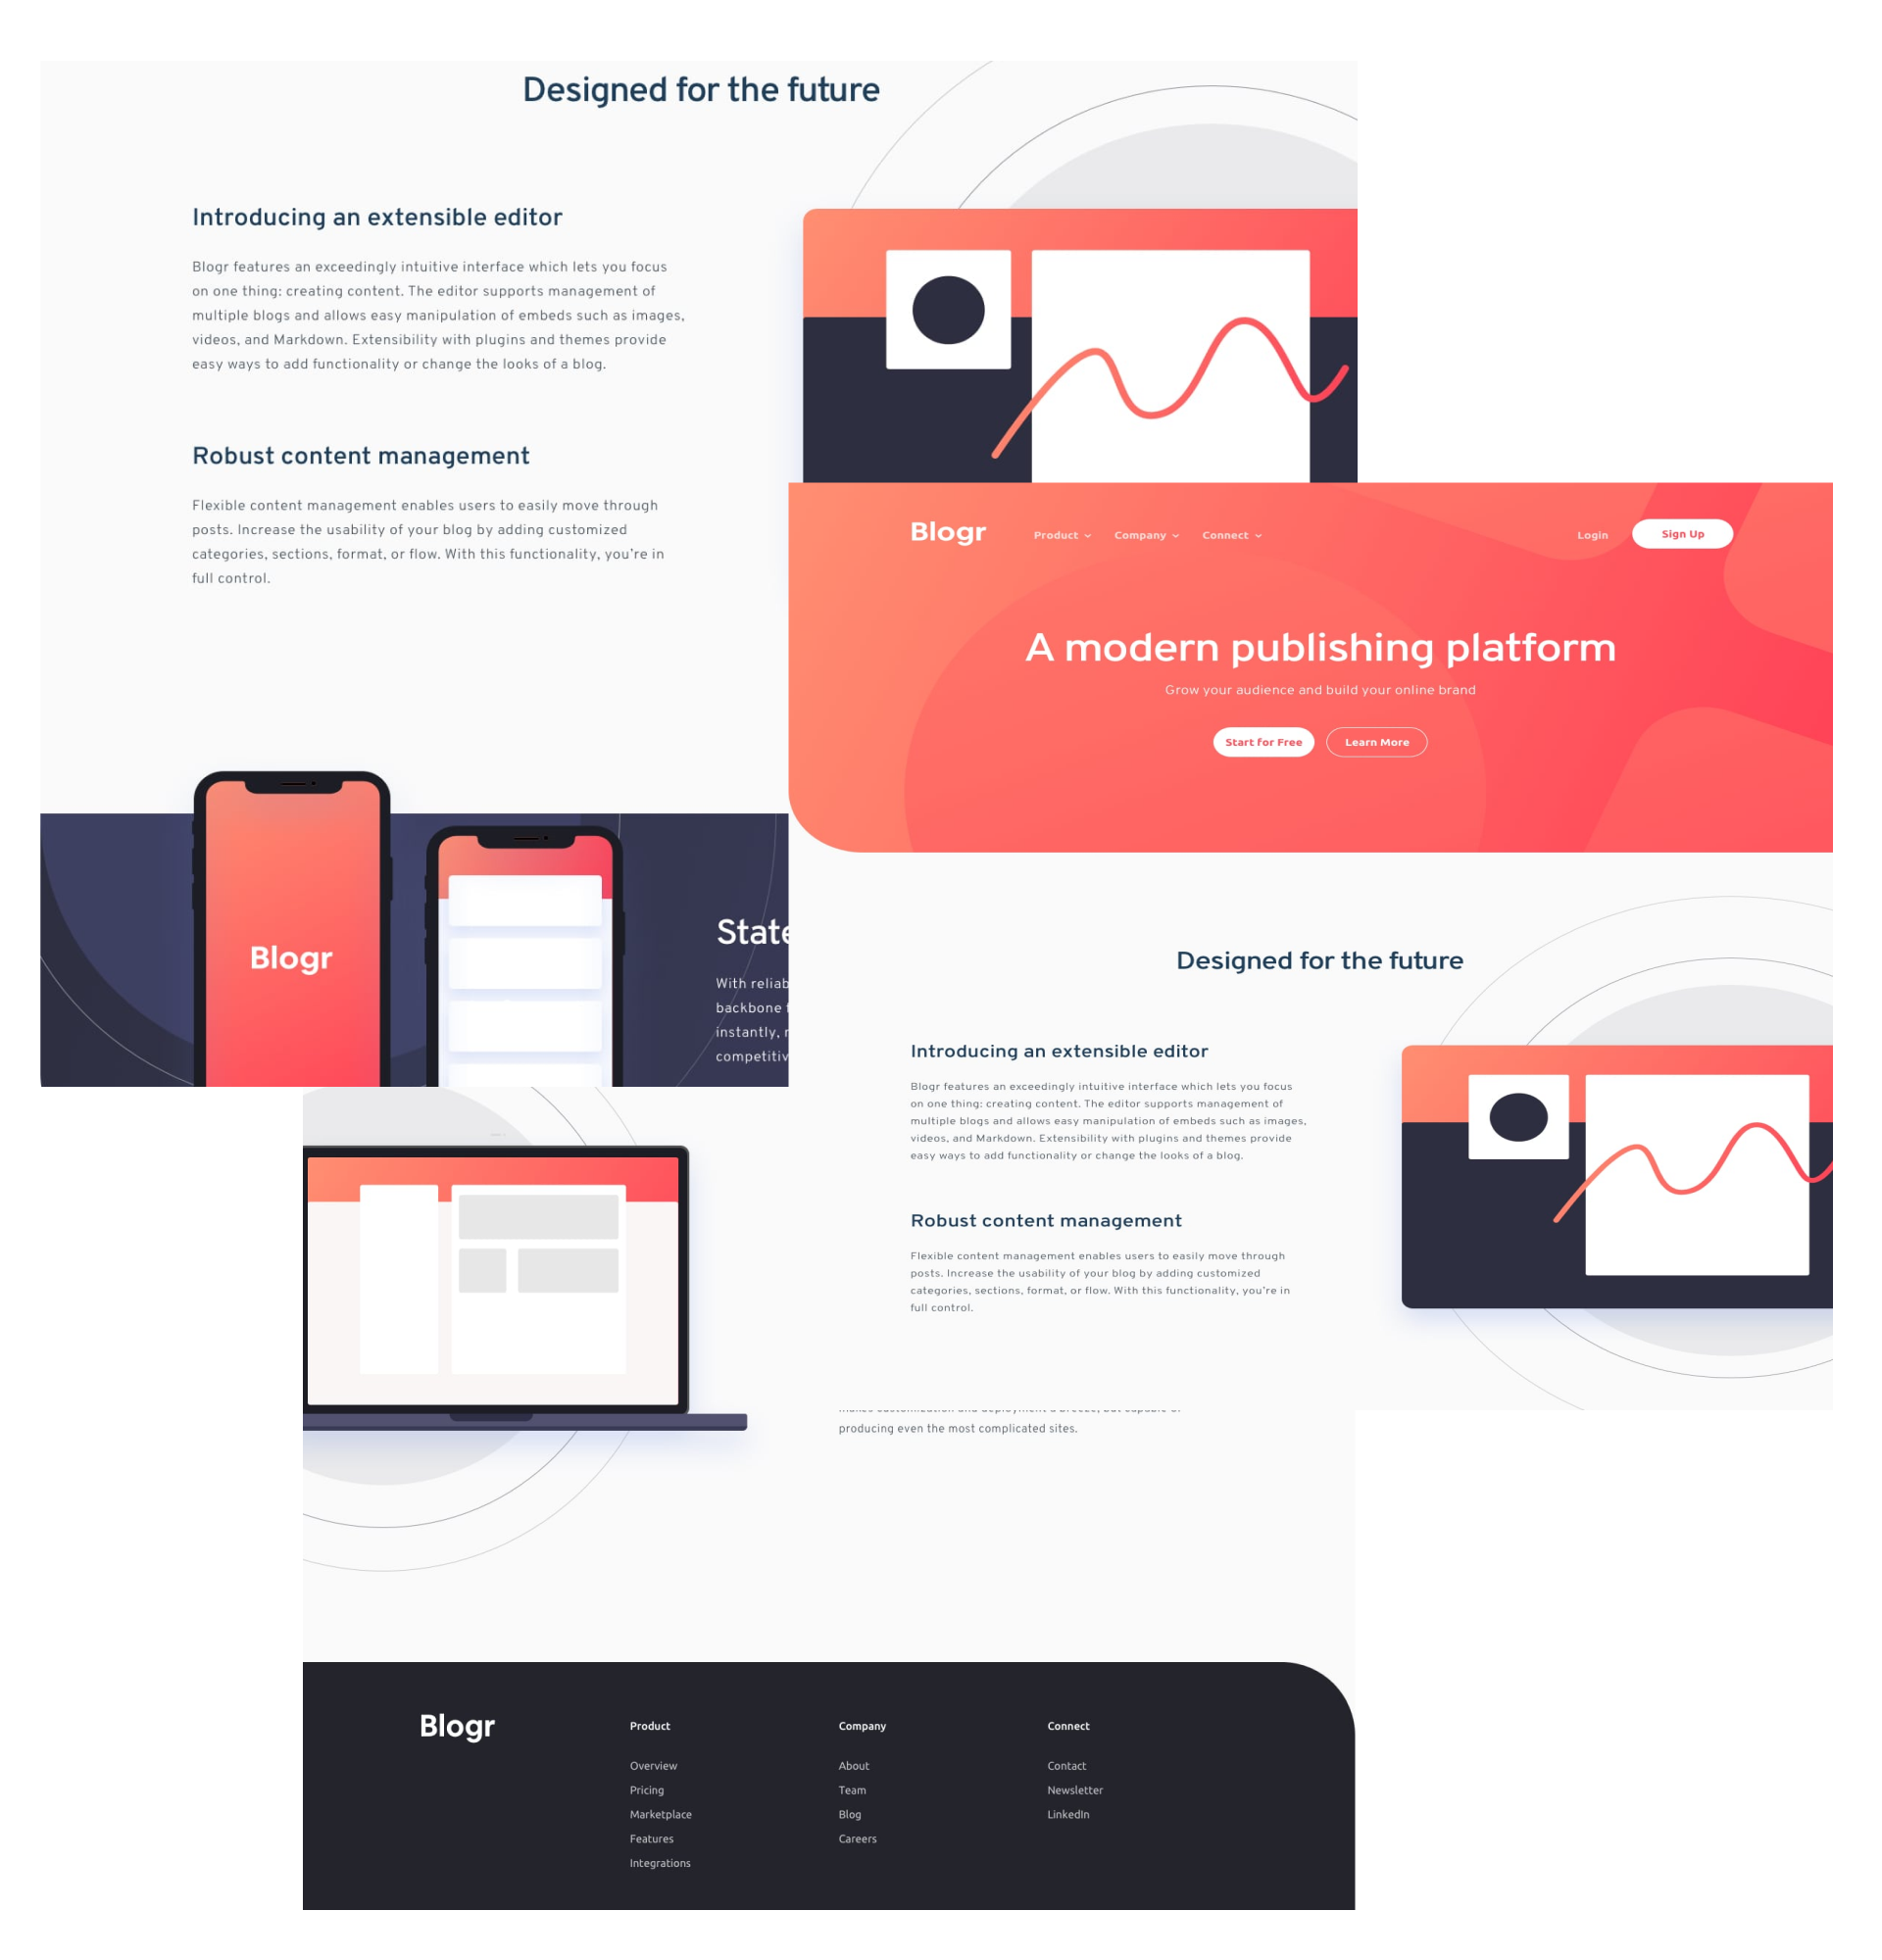 Designed for the future
Introducing an extensible editor
Blogr features an exceedingly intuitive interface which lets you focus
on one thing: creating content. The editor supports management of
multiple blogs and allows easy manipulation of embeds such as images,
videos, and Markdown. Extensibility with plugins and themes provide
easy ways to add functionality or change the looks of a blog.
Robust content management
Flexible content management enables users to easily move through
posts. Increase the usability of your blog by adding customized
categories, sections, format, or flow. With this functionality, you’re in
full control.
Blogr
State
With reliab
backbone
instantly,
competitiv
Blogr Product Company Connect Login Sign Up
A modern publishing platform
Grow your audience and build your online brand
Start for Free Learn More
Designed for the future
Introducing an extensible editor
Blogr features an exceedingly intuitive interface which lets you focus
on one thing: creating content. The editor supports management of
multiple blogs and allows easy manipulation of embeds such as images,
videos, and Markdown. Extensibility with plugins and themes provide
easy ways to add functionality or change the looks of a blog.
Robust content management
Flexible content management enables users to easily move through
posts. Increase the usability of your blog by adding customized
categories, sections, format, or flow. With this functionality, you’re in
full control.
producing even the most complicated sites.
Blogr
Product
Overview
Pricing
Marketplace
Features
Integrations
Company
About
Team
Blog
Careers
Connect
Contact
Newsletter
LinkedIn